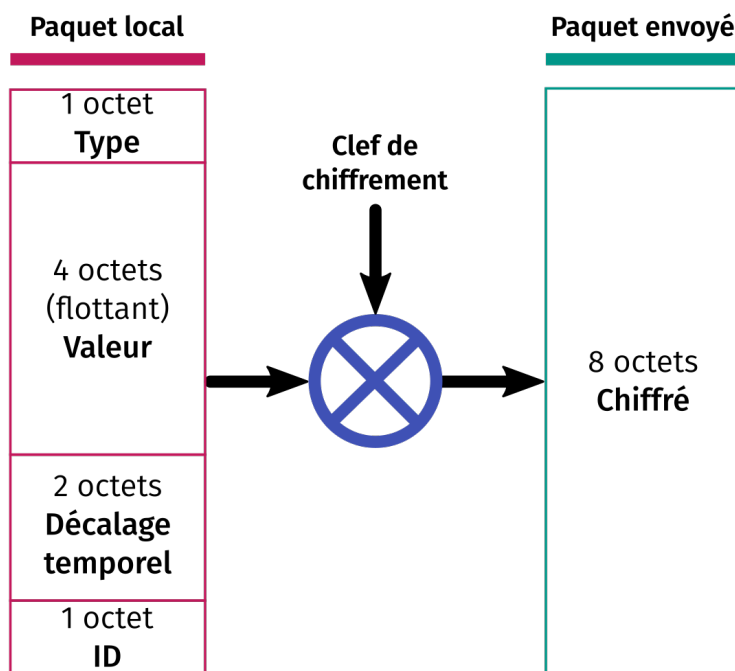 Paquet local
1 octet
Type
4 octets
(flottant)
Valeur
2 octets
Décalage
temporel
1 octet
ID
Clef de
chiffrement
Paquet envoyé
8 octets
Chiffré